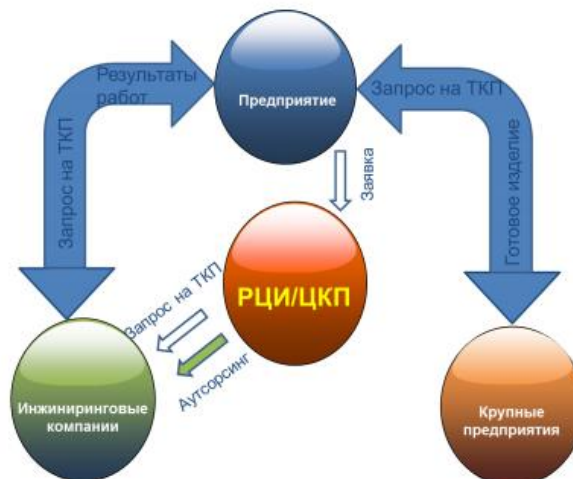 Результаты
работ
Запрос на ТКП
Предприятие
Запрос на ТКП
Готовое изделие
Заявка
РЦИ/ЦКП
Запрос на ТКП
Аутсорсинг
Инжиниринговые
компании
Крупные
предприятия